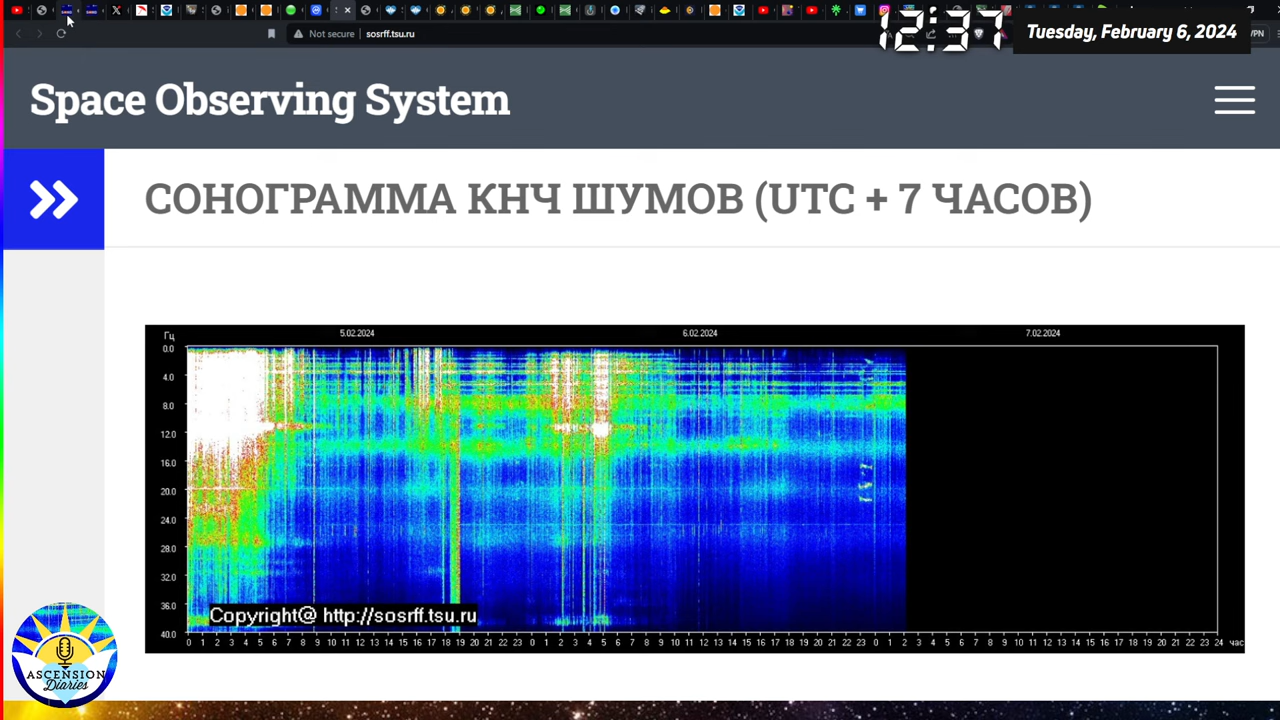 12:37
Tuesday, February 6, 2024
Not secure
sosrff.tsu.ru
VPN
Space Observing System
СОНОГРАММА КНЧ ШУМОВ (UTC + 7 ЧАСОВ)
Гц
5.02.2024
6.02.2024
7.02.2024
0.0
4.0
8.0
12.0
16.0
20.0
24.0
28.0
32.0
36.0
40.0
Copyright@ http://sosrff.tsu.ru
0 1 2 3 4 5 6 7 8 9 10 11 12 13 14 15 16 17 18 19 20 21 22 23 0 1 2 3 4 5 6 7 8 9 10 11 12 13 14 15 16 17 18 19 20 21 22 23 0 1 2 3 4 5 6 7 8 9 10 11 12 13 14 15 16 17 18 19 20 21 22 23 24 час
ASCENSION
Diaries